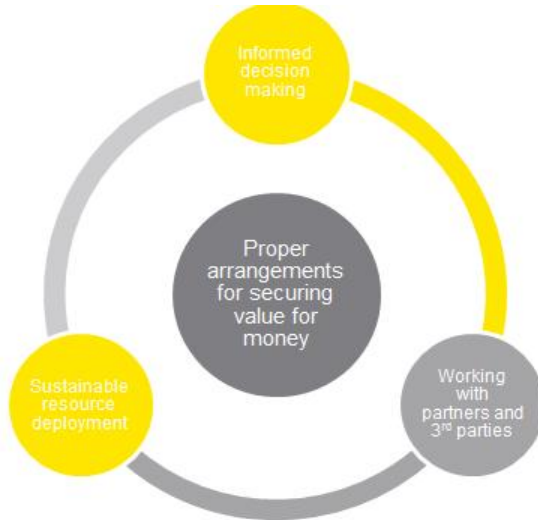 Informed
decision
making
Proper
arrangements
for securing
value for
money
Sustainable
resource
deployment
Working
with
partners and
3rd parties